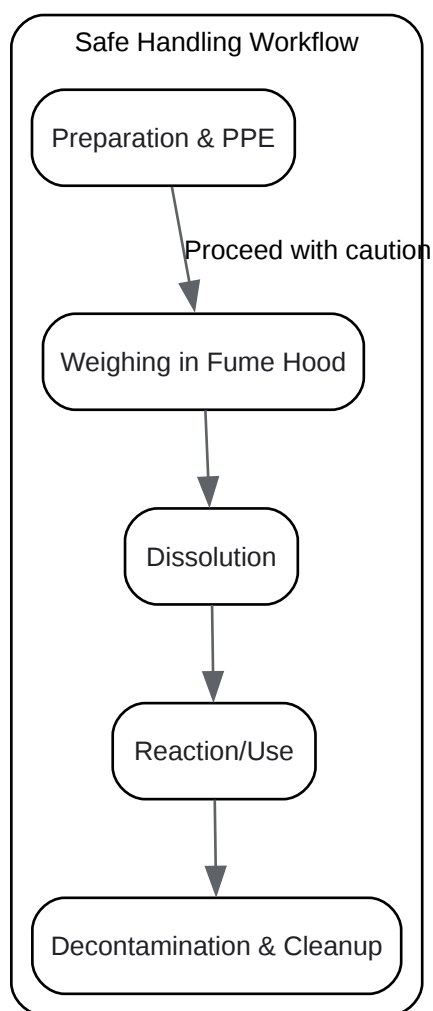 Safe Handling Workflow
Preparation & PPE
Proceed with caution
Weighing in Fume Hood
Dissolution
Reaction/Use
Decontamination & Cleanup